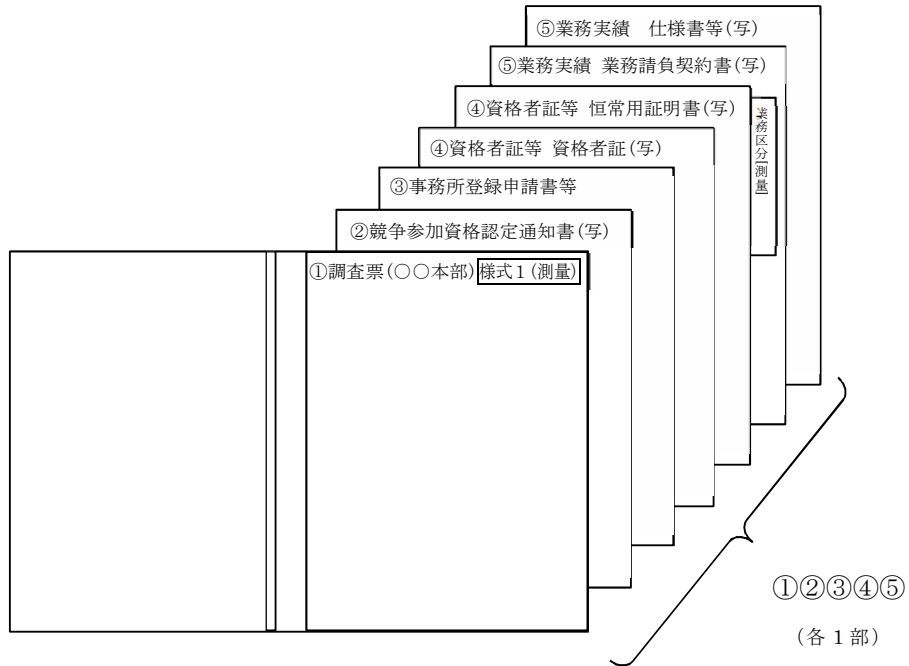 ⑤業務実績　仕様書等(写)
⑤業務実績 業務請負契約書(写)
④資格者証等 恒常用証明書(写)
業務区分[測量]
④資格者証等 資格者証(写)
③事務所登録申請書等
②競争参加資格認定通知書(写)
①調査票(○○本部) 様式1(測量)
①②③④⑤
(各1部)